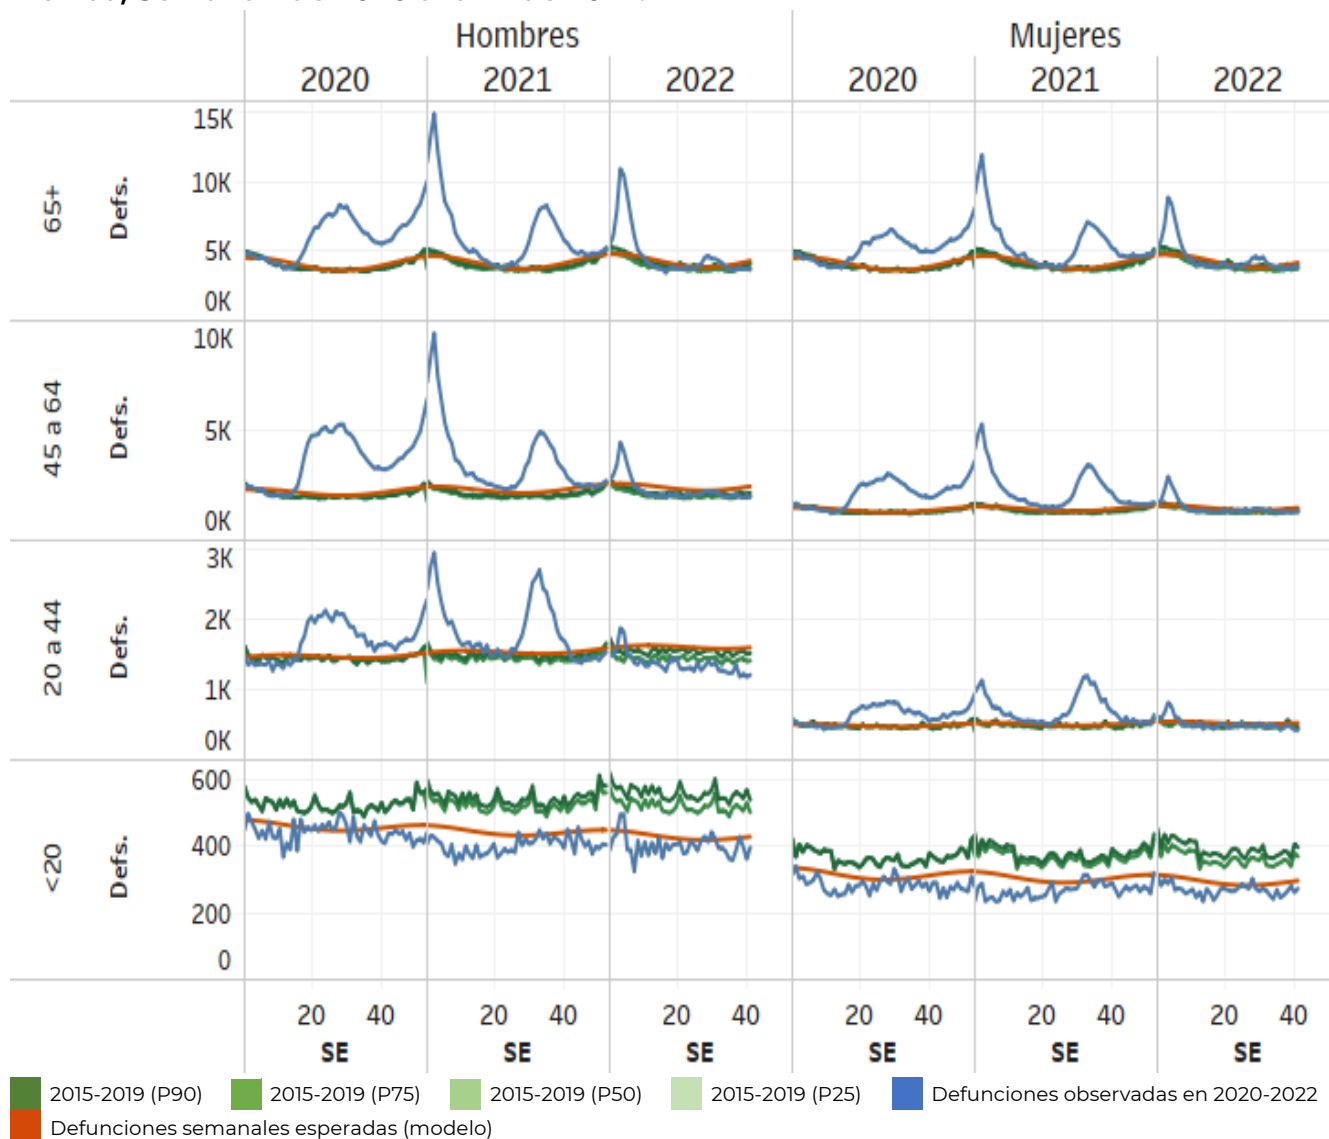 Hombres Mujeres
2020 2021 2022 2020 2021 2022
65+ Defs. 15K 10K 5K 0K
45 a 64 Defs. 10K 5K 0K
20 a 44 Defs. 3K 2K 1K 0K
<20 Defs. 600 400 200 0
20 40 20 40 20 40 20 40 20 40 20 40
SE SE SE SE SE SE
2015-2019 (P90) 2015-2019 (P75) 2015-2019 (P50) 2015-2019 (P25) Defunciones observadas en 2020-2022
Defunciones semanales esperadas (modelo)